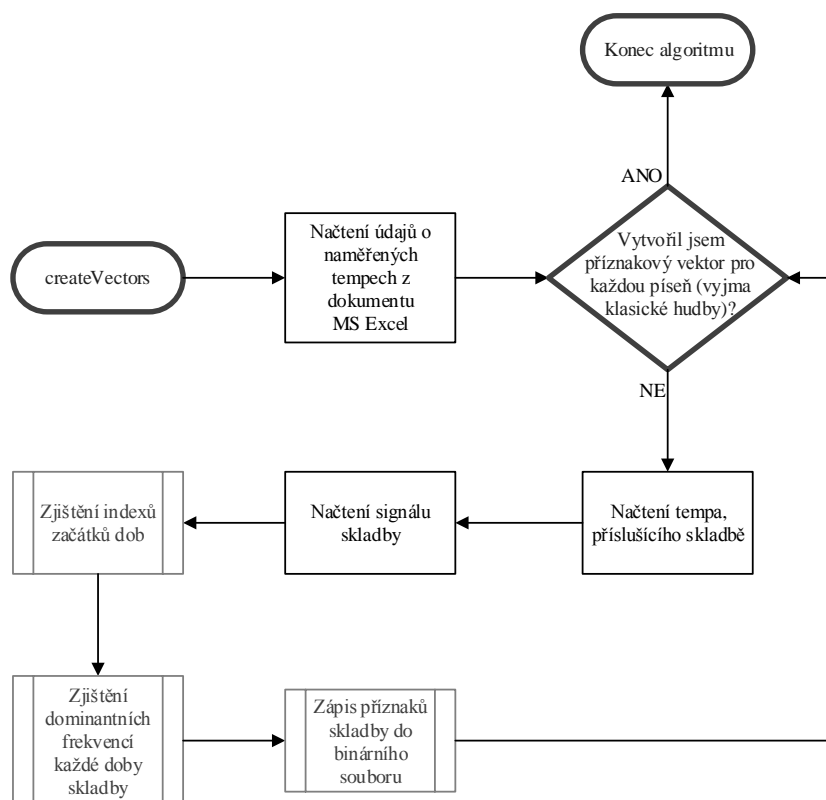 Konec algoritmu
ANO
createVectors
Načtení údajů o
naměřených
tempech z
dokumentu
MS Excel
Vytvořil jsem
příznakový vektor pro
každou píseň (vyjma
klasické hudby)?
NE
Zjištění indexů
začátků dob
Načtení signálu
skladby
Načtení tempa,
příslušícího skladbě
Zjištění
dominantních
frekvencí
každé doby
skladby
Zápis příznaků
skladby do
binárního
souboru